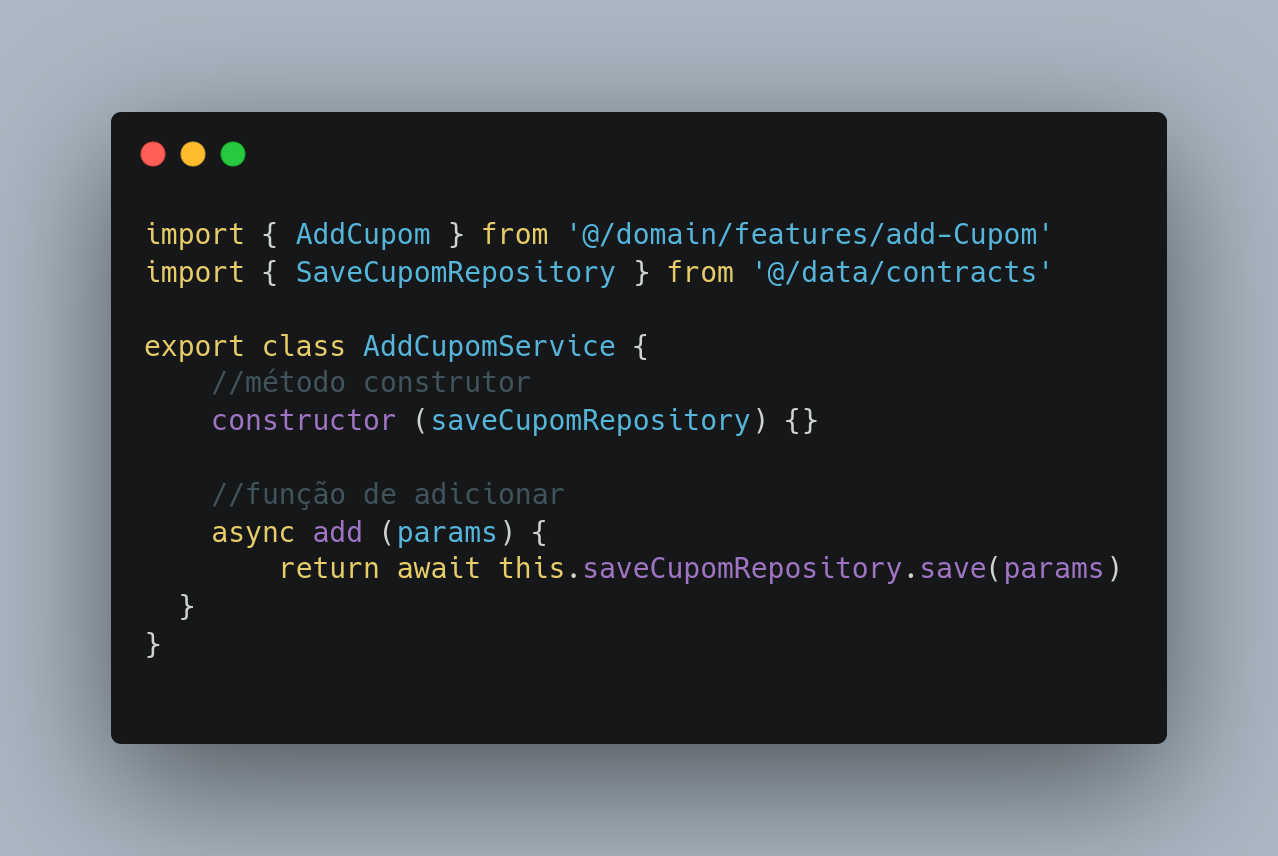 import { AddCupom } from '@/domain/features/add-Cupom'
import { SaveCupomRepository } from '@/data/contracts'
export class AddCupomService {
//método construtor
constructor (saveCupomRepository) {}
//função de adicionar
async add (params) {
return await this.saveCupomRepository.save(params)
}
}